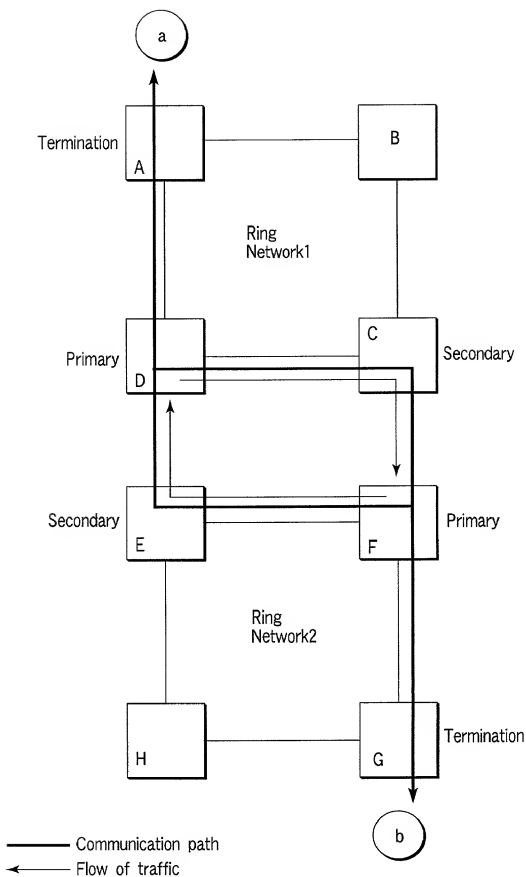 a
Termination
A
B
Ring
Network1
Primary
D
C
Secondary
Secondary
E
F
Primary
Ring
Network2
H
G
Termination
b
Communication path
Flow of traffic